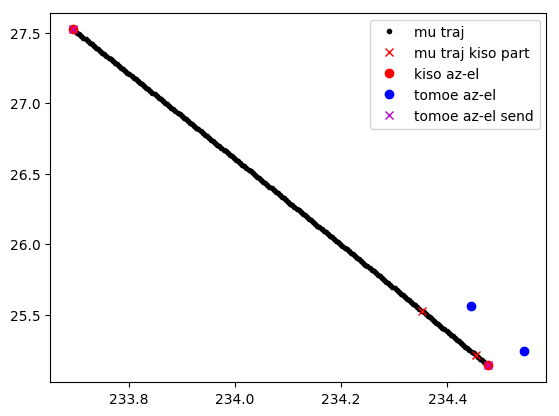 27.5
27.0
26.5
26.0
25.5
233.8
234.0
234.2
234.4
mu traj
mu traj kiso part
kiso az-el
tomoe az-el
tomoe az-el send